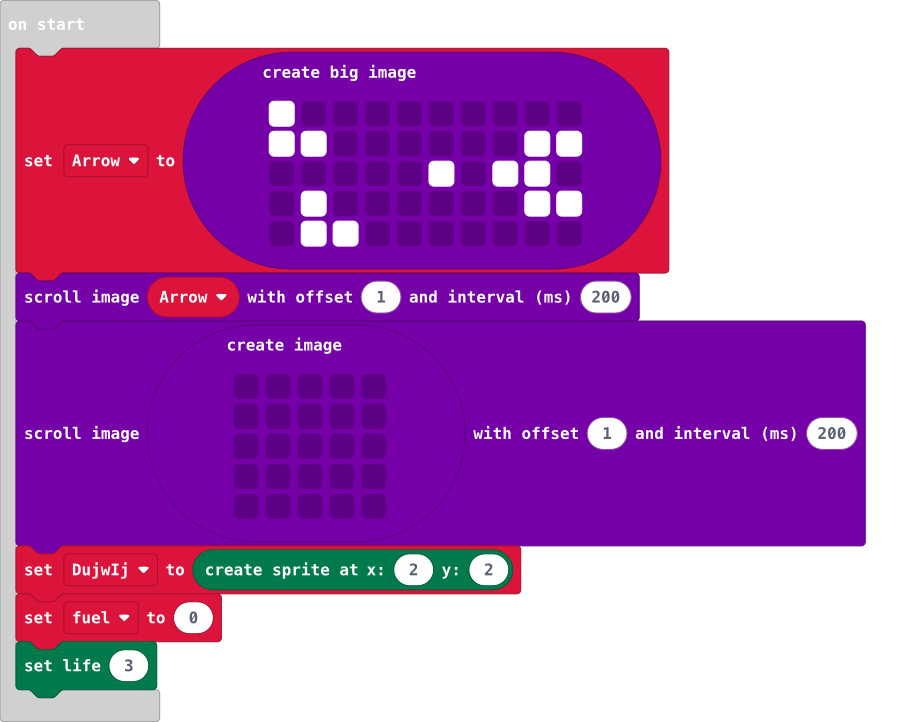 on start
create big image
set Arrow to
scroll image Arrow with offset 1 and interval (ms) 200
create image
scroll image with offset 1 and interval (ms) 200
set DujwIj to create sprite at x: 2 y: 2
set fuel to 0
set life 3